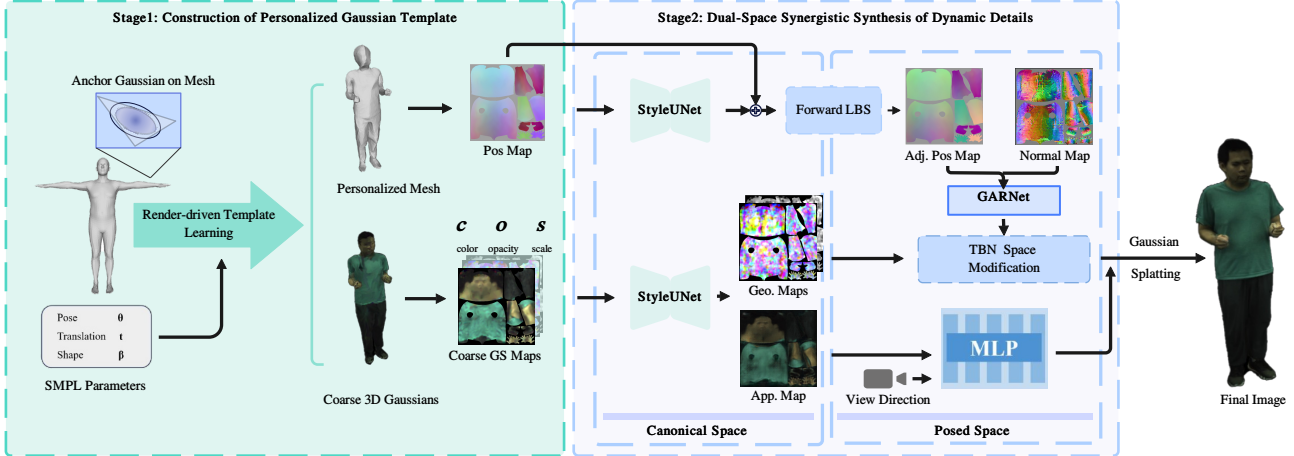 Stage1: Construction of Personalized Gaussian Template
Anchor Gaussian on Mesh
Render-driven Template
Learning
Pose θ
Translation t
Shape β
SMPL Parameters
Personalized Mesh
Pos Map
Coarse 3D Gaussians
c o s
color opacity scale
Coarse GS Maps
Stage2: Dual-Space Synergistic Synthesis of Dynamic Details
StyleUNet
Forward LBS
Adj. Pos Map
Normal Map
GARNet
StyleUNet
Geo. Maps
TBN Space
Modification
App. Map
MLP
View Direction
Canonical Space
Posed Space
Gaussian
Splatting
Final Image